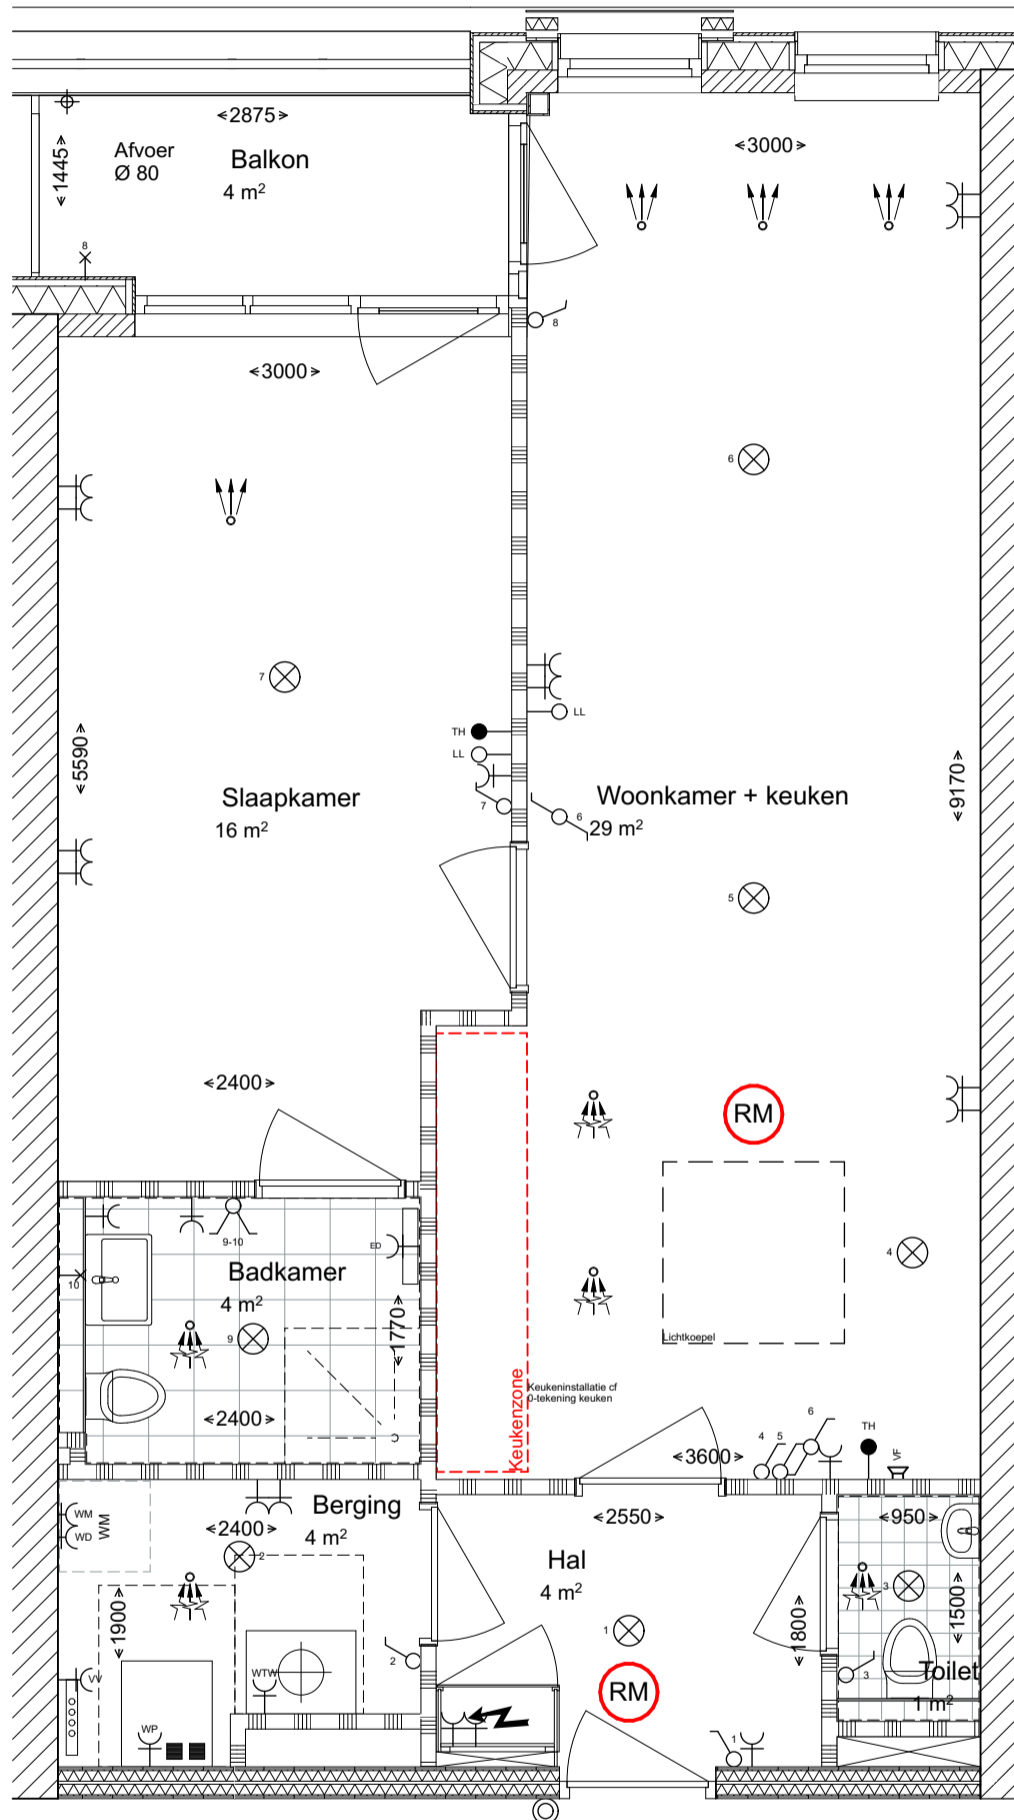 2875
1445
Afvoer
Ø 80
Balkon
4 m²
3000
8
8
3000
6
7
TH
LL
LL
7
6
5590
9170
Slaapkamer
16 m²
Woonkamer + keuken
29 m²
5
2400
RM
9-10
ED
10
Badkamer
4 m²
1770
9
2400
4
Lichtkoepel
Keukenzone
Keukeninstallatie cf
0-tekening keuken
4
5
6
TH
VF
3600
WM
WD
WM
Berging
4 m²
2400
2
2550
950
Hal
4 m²
1900
1
1800
3
1500
2
3
VV
WTW
RM
Toilet
1 m²
WP
1